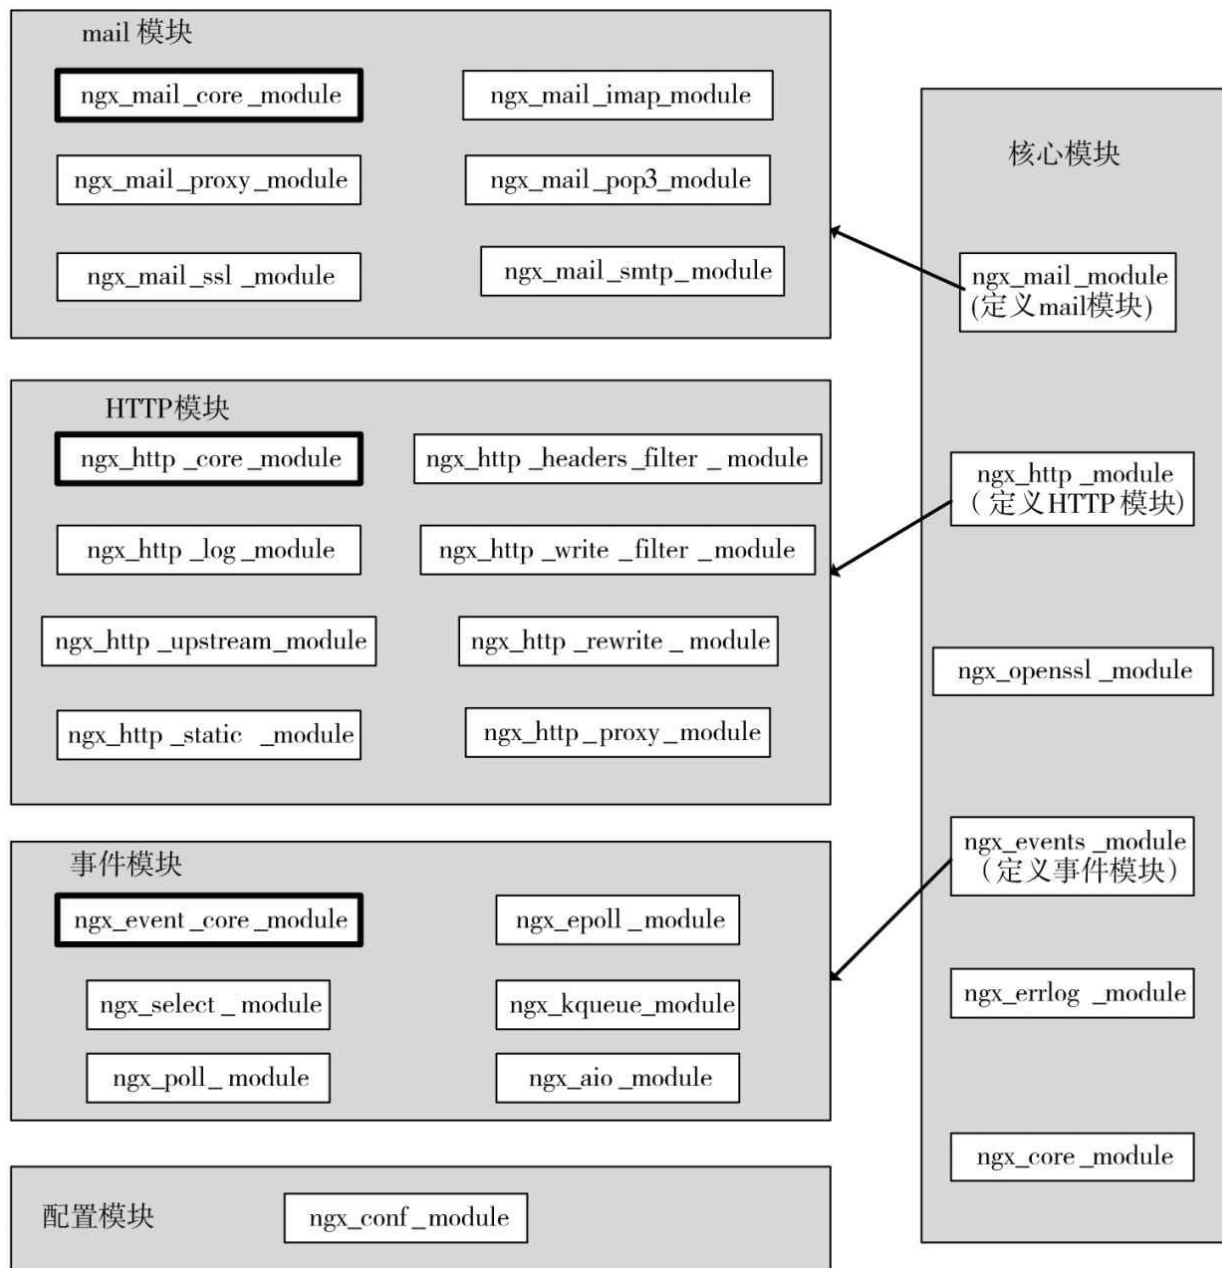 mail 模块
ngx_mail_core_module
ngx_mail_imap_module
ngx_mail_proxy_module
ngx_mail_pop3_module
ngx_mail_ssl_module
ngx_mail_smtp_module
HTTP模块
ngx_http_core_module
ngx_http_headers_filter_module
ngx_http_log_module
ngx_http_write_filter_module
ngx_http_upstream_module
ngx_http_rewrite_module
ngx_http_static_module
ngx_http_proxy_module
事件模块
ngx_event_core_module
ngx_epoll_module
ngx_select_module
ngx_kqueue_module
ngx_poll_module
ngx_aio_module
配置模块
ngx_conf_module
核心模块
ngx_mail_module
(定义mail模块)
ngx_http_module
(定义HTTP模块)
ngx_openssl_module
ngx_events_module
(定义事件模块)
ngx_errlog_module
ngx_core_module